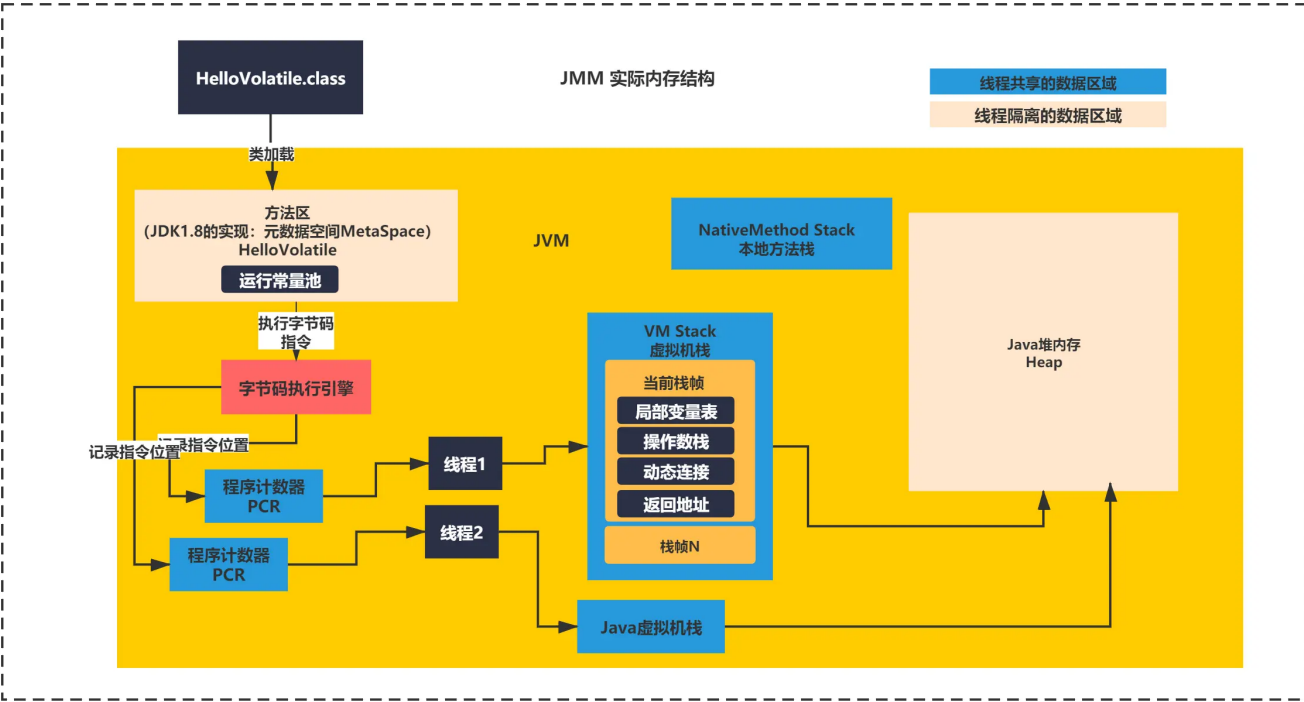 HelloVolatile.class
JMM 实际内存结构
线程共享的数据区域
线程隔离的数据区域
类加载
方法区
（JDK1.8的实现：元数据空间MetaSpace）
HelloVolatile
运行常量池
JVM
NativeMethod Stack
本地方法栈
执行字节码
指令
字节码执行引擎
VM Stack
虚拟机栈
当前栈帧
局部变量表
操作数栈
动态连接
返回地址
栈帧N
Java堆内存
Heap
记录指令位置
记录指令位置
程序计数器
PCR
线程1
程序计数器
PCR
线程2
Java虚拟机栈